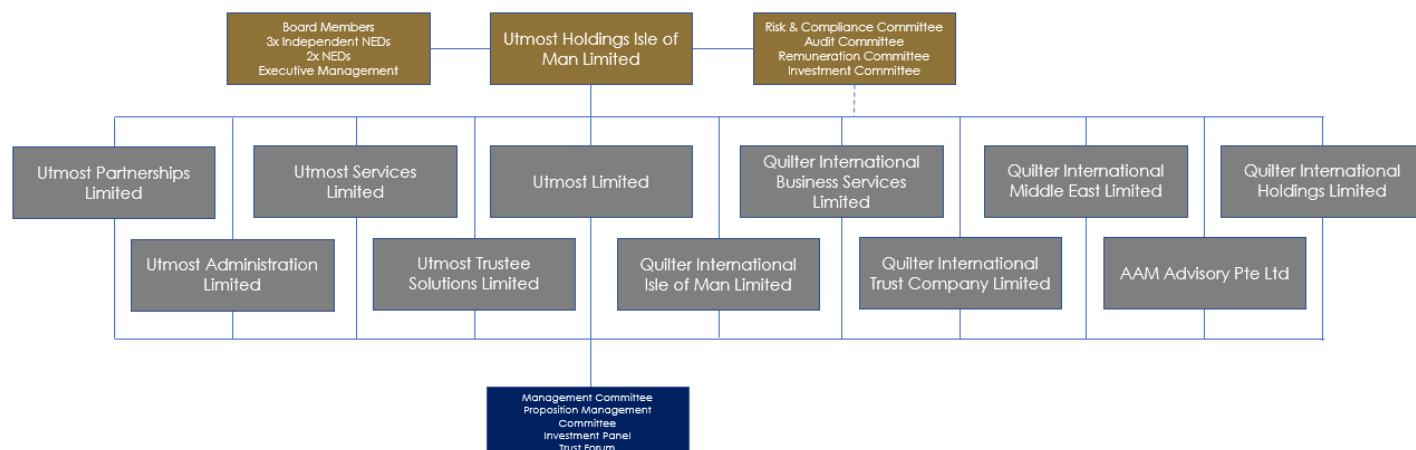 Board Members
3x Independent NEDs
2x NEDs
Executive Management
Utmost Holdings Isle of
Man Limited
Risk & Compliance Committee
Audit Committee
Remuneration Committee
Investment Committee
Utmost Partnerships
Limited
Utmost Services
Limited
Utmost Limited
Quilter International
Business Services
Limited
Quilter International
Middle East Limited
Quilter International
Holdings Limited
Utmost Administration
Limited
Utmost Trustee
Solutions Limited
Quilter International
Isle of Man Limited
Quilter International
Trust Company Limited
AAM Advisory Pte Ltd
Management Committee
Proposition Management
Committee
Investment Panel
Trust Forum